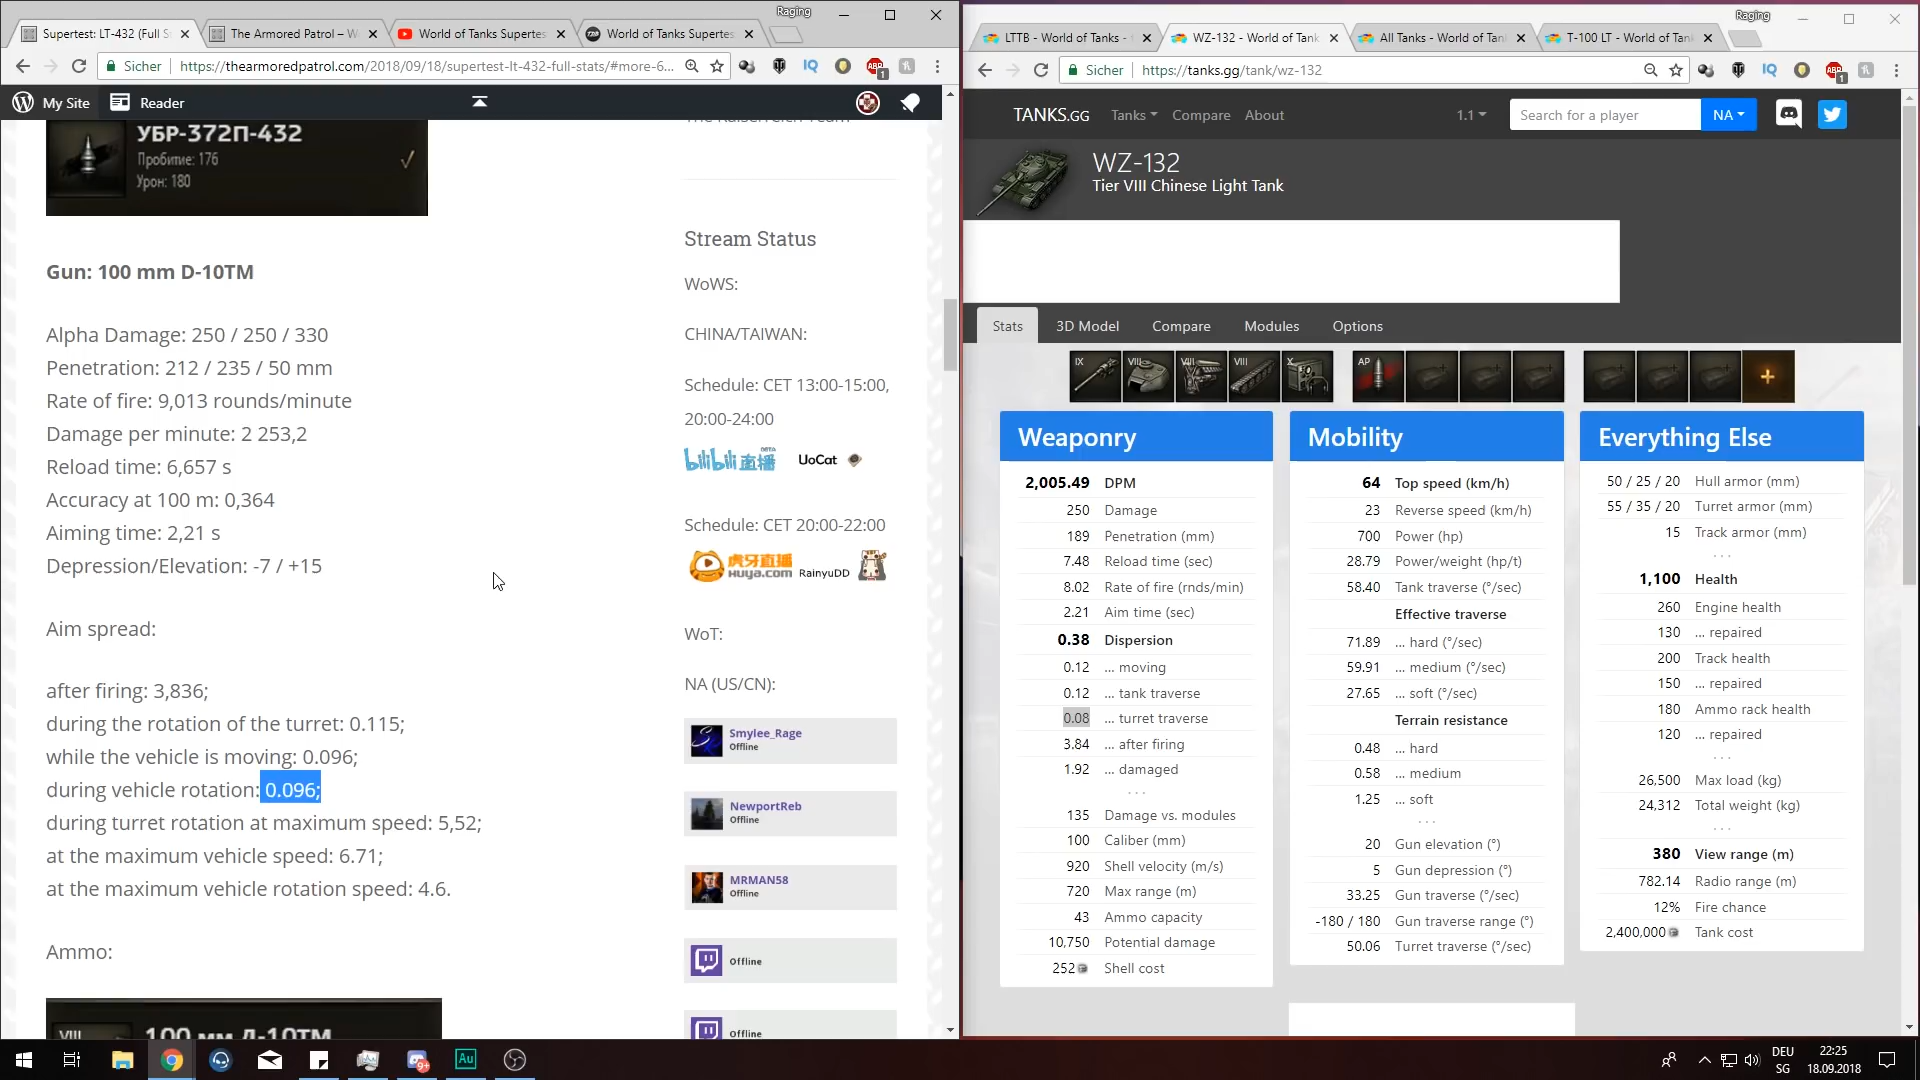 Raging
Supertest: LT-432 (Full S
The Armored Patrol – W
World of Tanks Supertes
World of Tanks Supertes
Sicher
https://thearmoredpatrol.com/2018/09/18/supertest-lt-432-full-stats/#more-6...
My Site
Reader
УБР-372П-432
Пробитие: 176
Урон: 180
Gun: 100 mm D-10TM
Alpha Damage: 250 / 250 / 330
Penetration: 212 / 235 / 50 mm
Rate of fire: 9,013 rounds/minute
Damage per minute: 2 253,2
Reload time: 6,657 s
Accuracy at 100 m: 0,364
Aiming time: 2,21 s
Depression/Elevation: -7 / +15
Aim spread:
after firing: 3,836;
during the rotation of the turret: 0.115;
while the vehicle is moving: 0.096;
during vehicle rotation: 0.096;
during turret rotation at maximum speed: 5,52;
at the maximum vehicle speed: 6.71;
at the maximum vehicle rotation speed: 4.6.
Ammo:
VIII
100 мм Д-10ТМ
The Kaiserreich Team
Stream Status
WoWS:
CHINA/TAIWAN:
Schedule: CET 13:00-15:00,
20:00-24:00
bilibili 直播 UoCat
Schedule: CET 20:00-22:00
虎牙直播
HUYA.COM RainyuDD
WoT:
NA (US/CN):
Smylee_Rage
Offline
NewportReb
Offline
MRMAN58
Offline
Offline
Offline
Raging
LTTB - World of Tanks -
WZ-132 - World of Tank
All Tanks - World of Tan
T-100 LT - World of Tank
Sicher
https://tanks.gg/tank/wz-132
TANKS.GG
Tanks
Compare
About
1.1
Search for a player
NA
WZ-132
Tier VIII Chinese Light Tank
Stats
3D Model
Compare
Modules
Options
IX VIII VIII VIII X AP
Weaponry
2,005.49 DPM
250 Damage
189 Penetration (mm)
7.48 Reload time (sec)
8.02 Rate of fire (rnds/min)
2.21 Aim time (sec)
0.38 Dispersion
0.12 ... moving
0.12 ... tank traverse
0.08 ... turret traverse
3.84 ... after firing
1.92 ... damaged
...
135 Damage vs. modules
100 Caliber (mm)
920 Shell velocity (m/s)
720 Max range (m)
43 Ammo capacity
10,750 Potential damage
252 Shell cost
Mobility
64 Top speed (km/h)
23 Reverse speed (km/h)
700 Power (hp)
28.79 Power/weight (hp/t)
58.40 Tank traverse (°/sec)
Effective traverse
71.89 ... hard (°/sec)
59.91 ... medium (°/sec)
27.65 ... soft (°/sec)
Terrain resistance
0.48 ... hard
0.58 ... medium
1.25 ... soft
...
20 Gun elevation (°)
5 Gun depression (°)
33.25 Gun traverse (°/sec)
-180 / 180 Gun traverse range (°)
50.06 Turret traverse (°/sec)
Everything Else
50 / 25 / 20 Hull armor (mm)
55 / 35 / 20 Turret armor (mm)
15 Track armor (mm)
...
1,100 Health
260 Engine health
130 ... repaired
200 Track health
150 ... repaired
180 Ammo rack health
120 ... repaired
...
26,500 Max load (kg)
24,312 Total weight (kg)
...
380 View range (m)
782.14 Radio range (m)
12% Fire chance
2,400,000 Tank cost
DEU
SG
22:25
18.09.2018